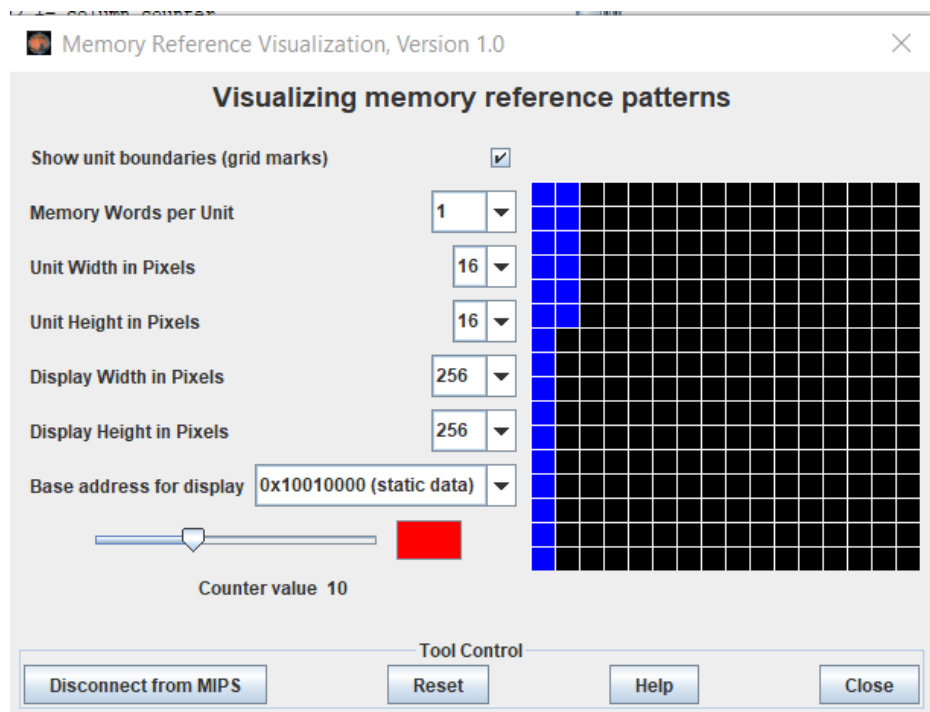 += column counter
Memory Reference Visualization, Version 1.0
Visualizing memory reference patterns
Show unit boundaries (grid marks)
Memory Words per Unit 1
Unit Width in Pixels 16
Unit Height in Pixels 16
Display Width in Pixels 256
Display Height in Pixels 256
Base address for display 0x10010000 (static data)
Counter value 10
Tool Control
Disconnect from MIPS Reset Help Close